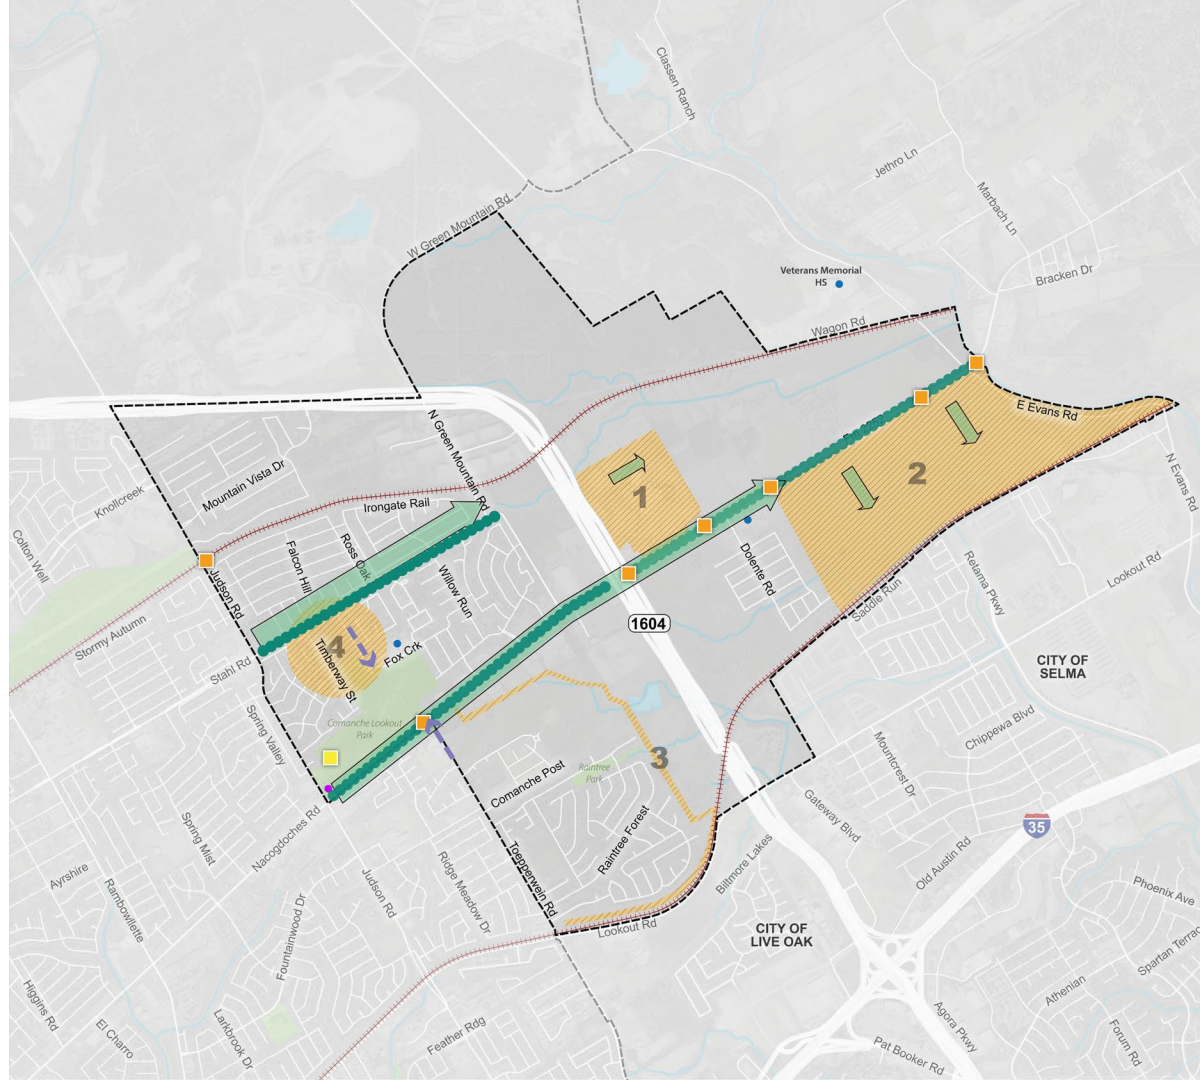 Classen Ranch
Jethro Ln
Marbach Ln
W Green Mountain Rd
Bracken Dr
Veterans Memorial
HS
Wagon Rd
E Evans Rd
N Evans Rd
N Green Mountain Rd
Mountain Vista Dr
Knollcreek
Irongate Rail
Colton Well
Ross Oak
Falcon Hill
Judson Rd
Willow Run
Dolente Rd
1
2
Retama Pkwy
Lookout Rd
Saddle Run
Stormy Autumn
Stahl Rd
1604
4
Timberway St
Fox Crk
CITY OF
SELMA
Spring Valley
Comanche Lookout
Park
Chippewa Blvd
Mountcrest Dr
3
Comanche Post
Raintree
Park
Raintree Forest
Gateway Blvd
35
Nacogdoches Rd
Spring Mist
Toepperwein Rd
Ridge Meadow Dr
Biltmore Lakes
Old Austin Rd
Ayrshire
Judson Rd
Rambowllette
Phoenix Ave
Fountainwood Dr
Lookout Rd
CITY OF
LIVE OAK
Spartan Terrac
Athenian
Higgins Rd
El Charro
Larkbrook Dr
Feather Rdg
Agora Pkwy
Pat Booker Rd
Forum Rd